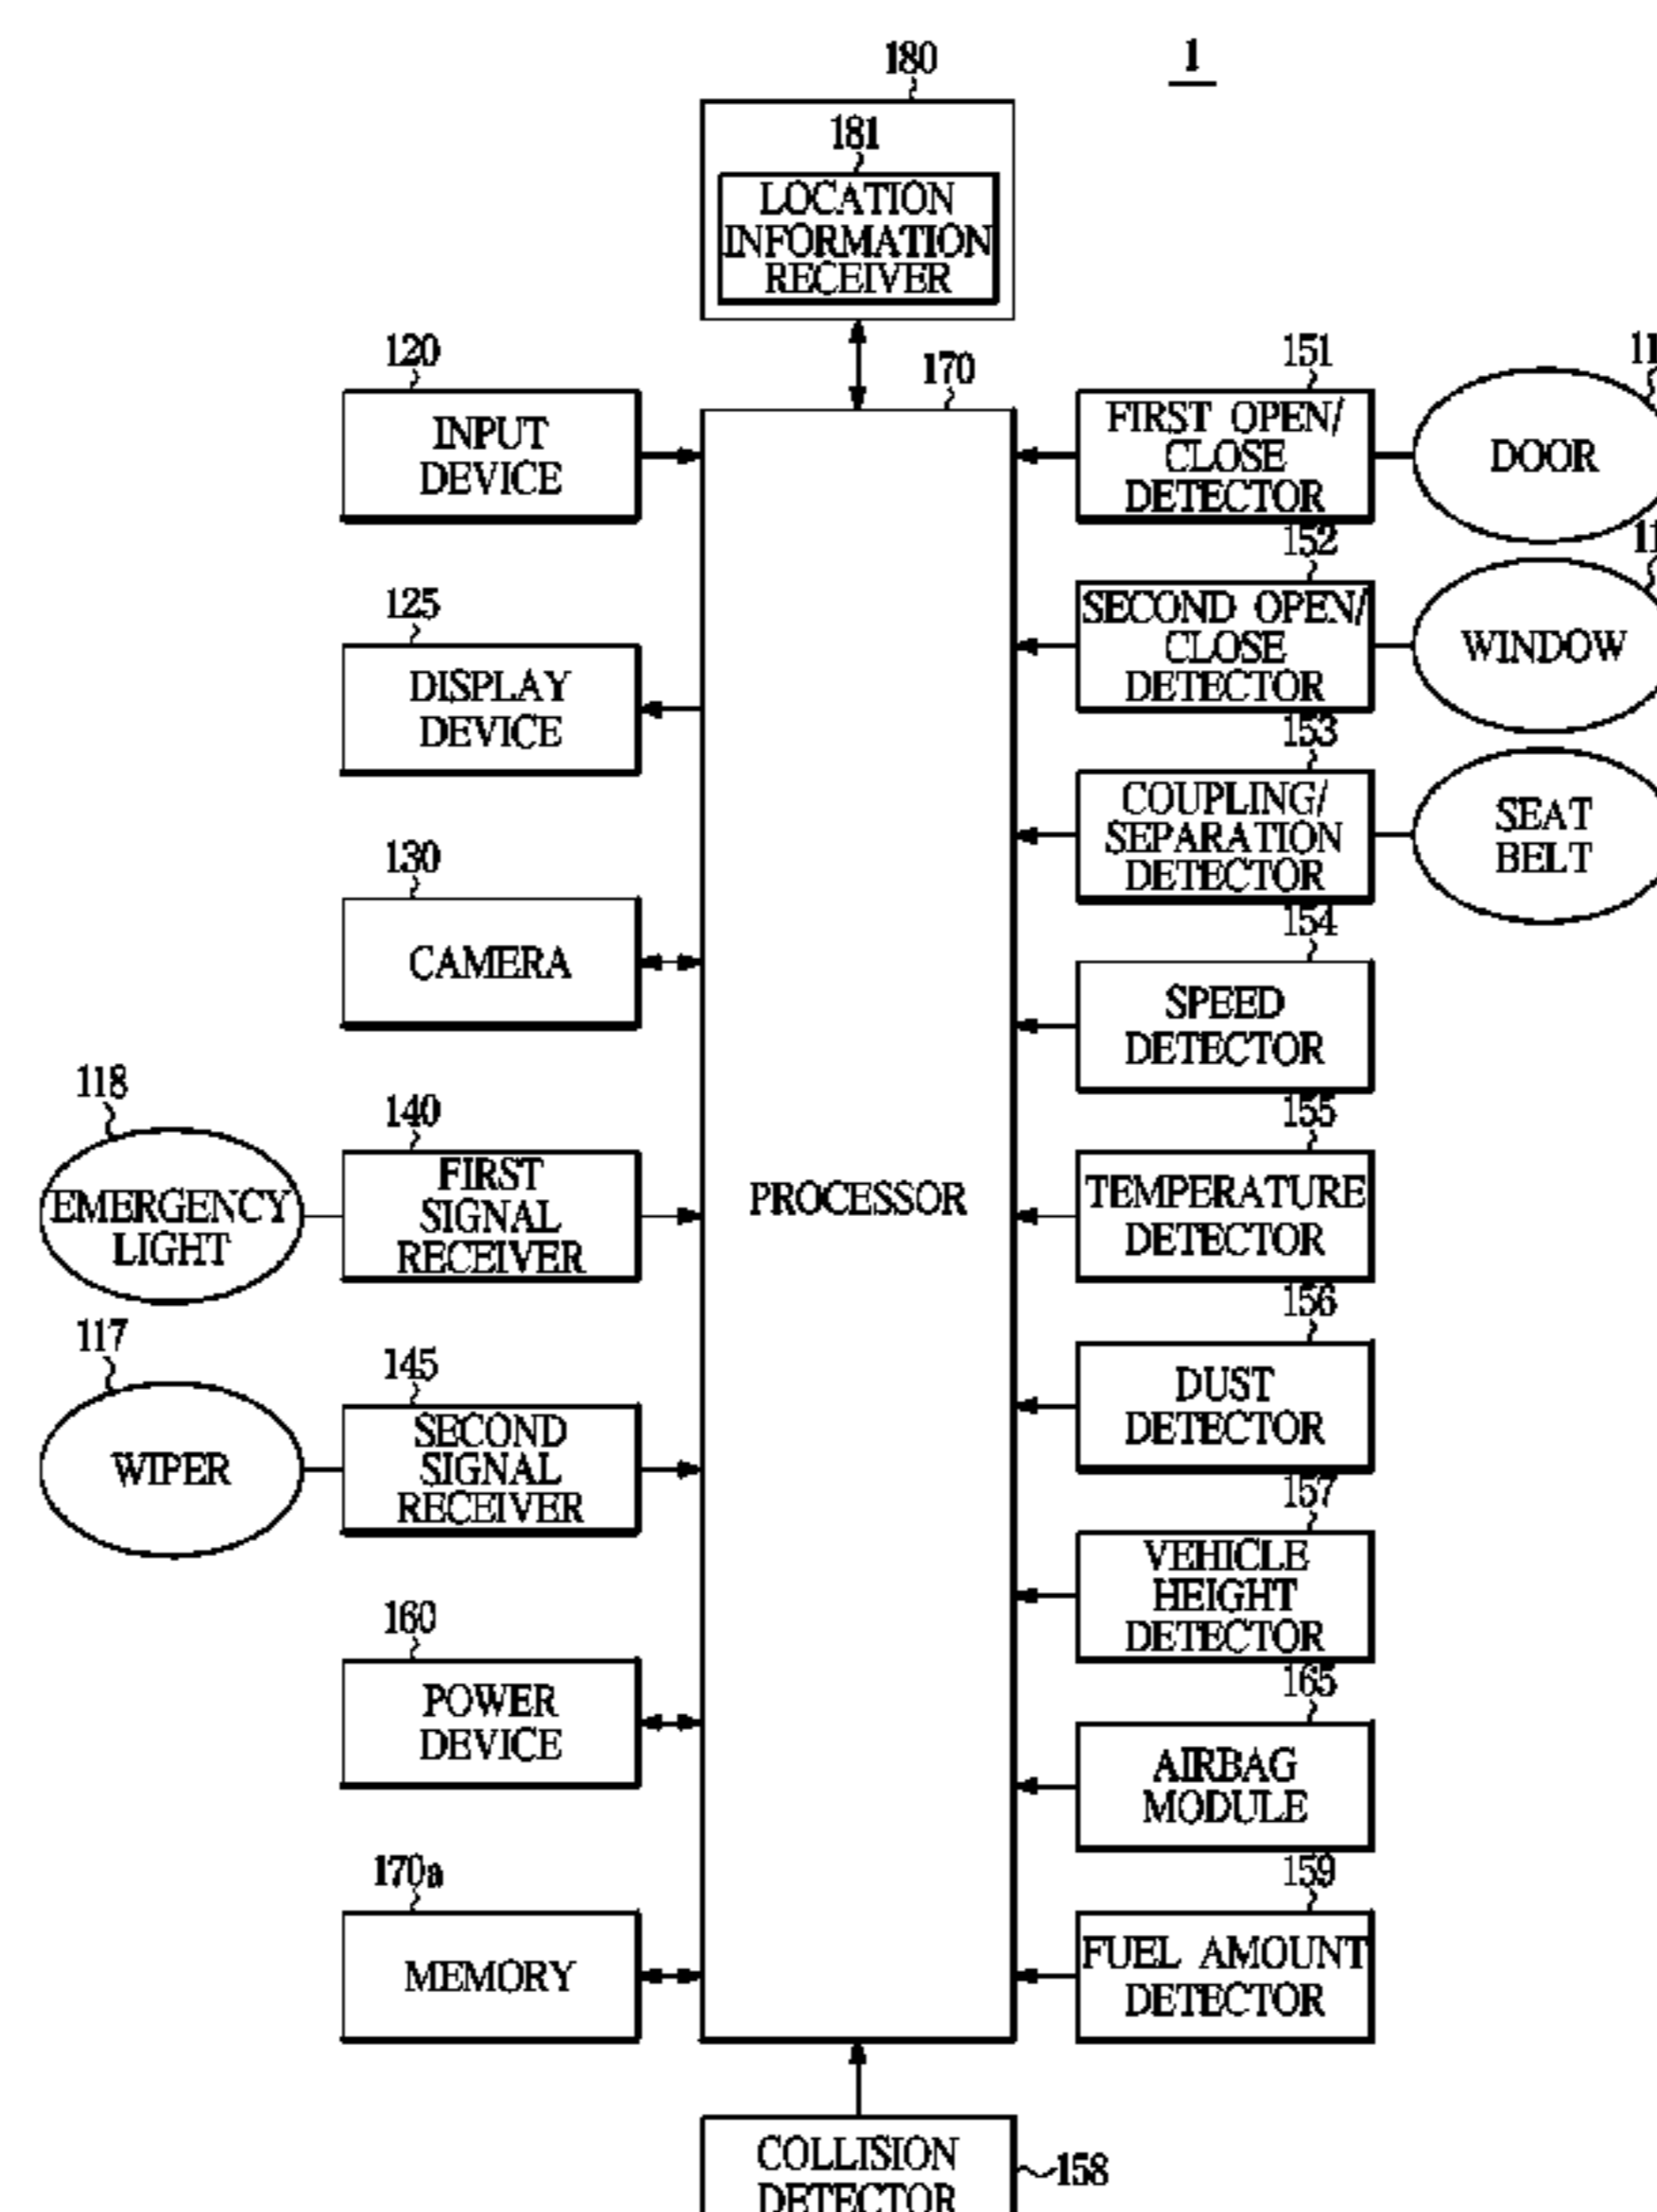 180
1
181
LOCATION
INFORMATION
RECEIVER
120
170
151
INPUT
DEVICE
FIRST OPEN/
CLOSE
DETECTOR
DOOR
152
125
SECOND OPEN/
CLOSE
DETECTOR
WINDOW
DISPLAY
DEVICE
153
COUPLING/
SEPARATION
DETECTOR
SEAT
BELT
130
154
CAMERA
SPEED
DETECTOR
118
140
155
EMERGENCY
LIGHT
FIRST
SIGNAL
RECEIVER
PROCESSOR
TEMPERATURE
DETECTOR
156
117
145
DUST
DETECTOR
WIPER
SECOND
SIGNAL
RECEIVER
157
VEHICLE
HEIGHT
DETECTOR
160
165
POWER
DEVICE
AIRBAG
MODULE
170a
159
MEMORY
FUEL AMOUNT
DETECTOR
COLLISION
DETECTOR
158